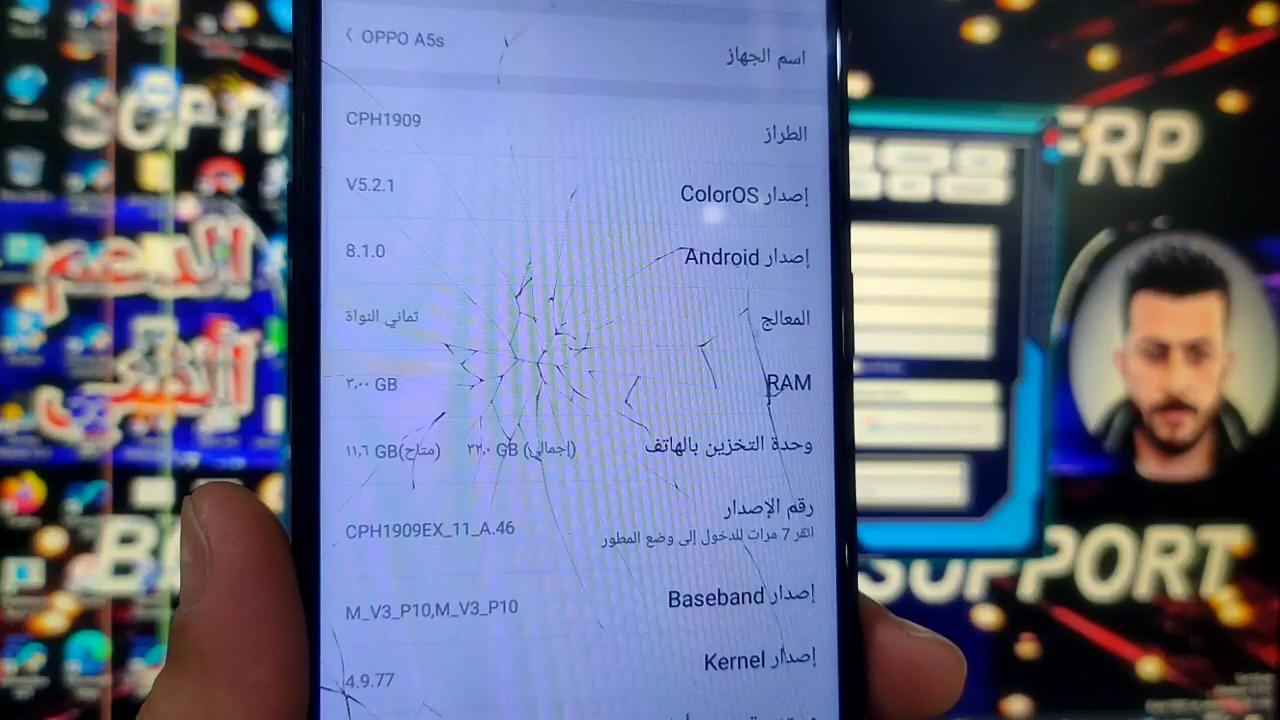 اسم الجهاز OPPO A5s
الطراز CPH1909
إصدار ColorOS V5.2.1
إصدار Android 8.1.0
المعالج ثماني النواة
RAM ٣,٠٠ GB
وحدة التخزين بالهاتف ٣٢,٠ GB (إجمالي) ١١,٦ GB(متاح)
رقم الإصدار CPH1909EX_11_A.46
انقر 7 مرات للدخول إلى وضع المطور
إصدار Baseband M_V3_P10,M_V3_P10
إصدار Kernel 4.9.77
FRP
الدعم
الفني
SUPPORT